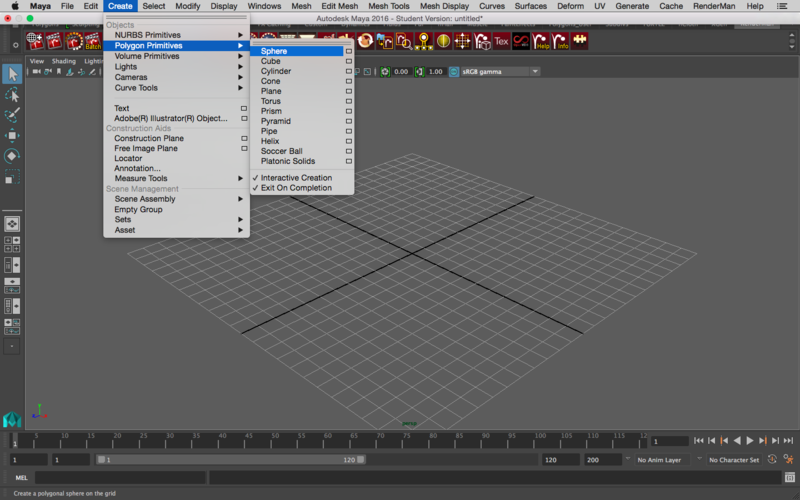 Maya File Edit Create Select Modify Display Windows Mesh Edit Mesh Mesh Tools Mesh Display Curves Surfaces Deform UV Generate Cache RenderMan Help
Autodesk Maya 2016 - Student Version: untitled*
Objects
NURBS Primitives
Polygon Primitives
Volume Primitives
Lights
Cameras
Curve Tools
Text
Adobe(R) Illustrator(R) Object...
Construction Aids
Construction Plane
Free Image Plane
Locator
Annotation...
Measure Tools
Scene Management
Scene Assembly
Empty Group
Sets
Asset
Sphere
Cube
Cylinder
Cone
Plane
Torus
Prism
Pyramid
Pipe
Helix
Soccer Ball
Platonic Solids
Interactive Creation
Exit On Completion
Batch
Tex
Help
Info
View Shading
0.00 1.00 sRGB gamma
persp
1 5 10 15 20 25 30 35 40 45 50 55 60 65 70 75 80 85 90 95 100 105 110 115 1
1 1 1 120 120 200 No Anim Layer No Character Set
MEL
Create a polygonal sphere on the grid